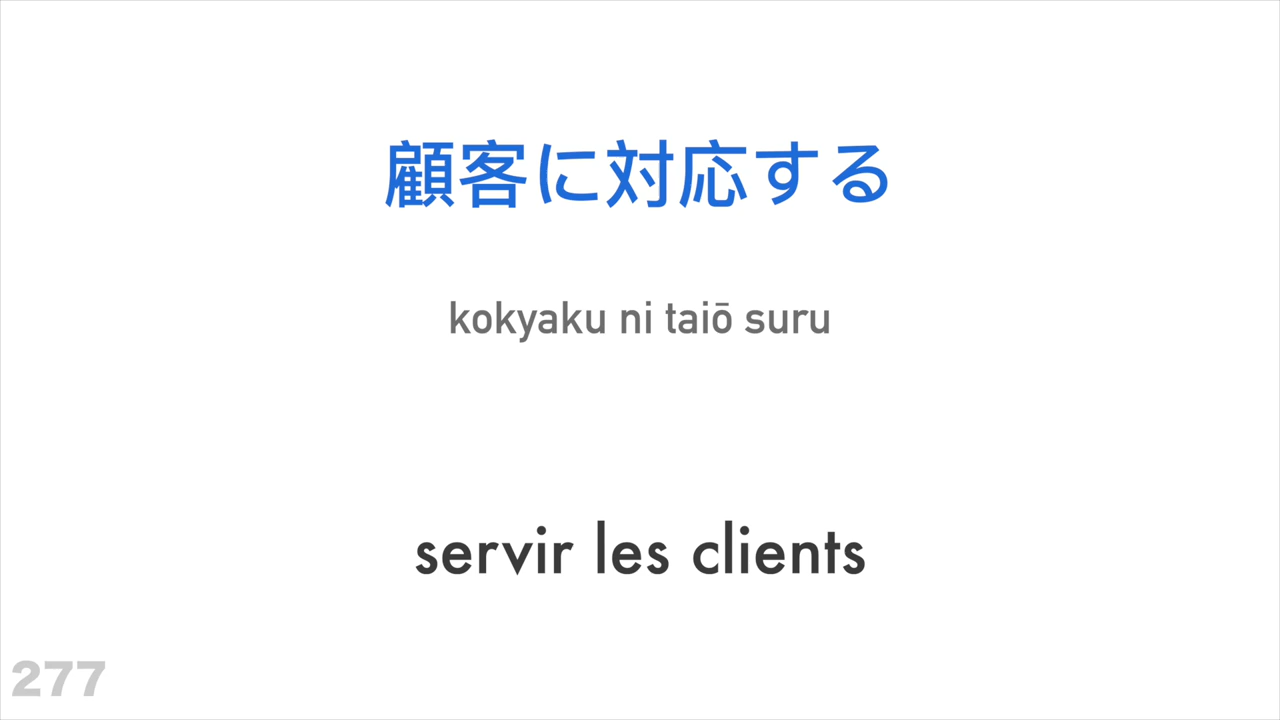 顧客に対応する
kokyaku ni taiō suru
servir les clients
277